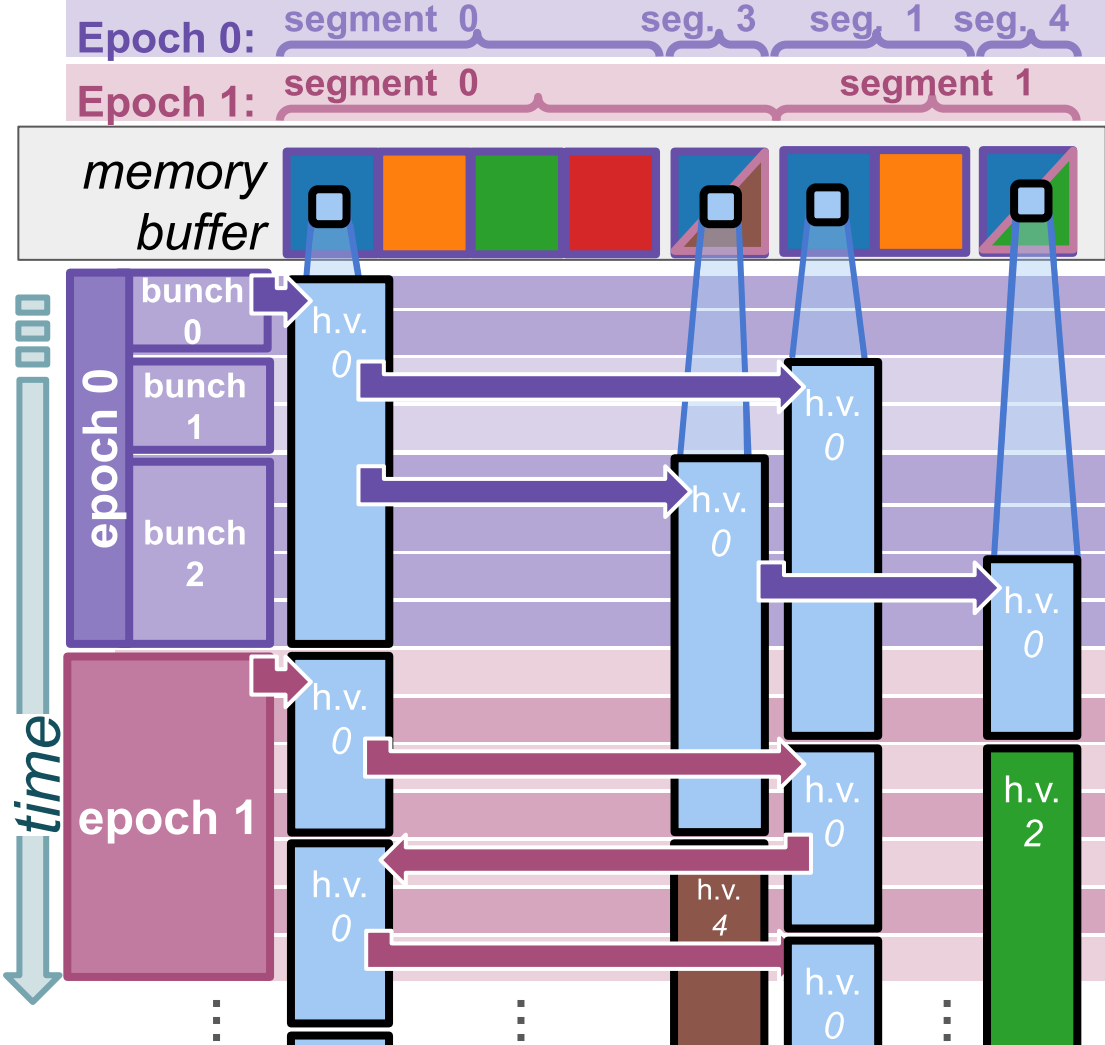 Epoch 0:
segment 0
seg. 3
seg. 1
seg. 4
Epoch 1:
segment 0
segment 1
memory
buffer
bunch
0
h.v.
0
epoch 0
bunch
1
h.v.
0
bunch
2
h.v.
0
h.v.
0
time
epoch 1
h.v.
0
h.v.
0
h.v.
2
h.v.
0
h.v.
4
h.v.
0